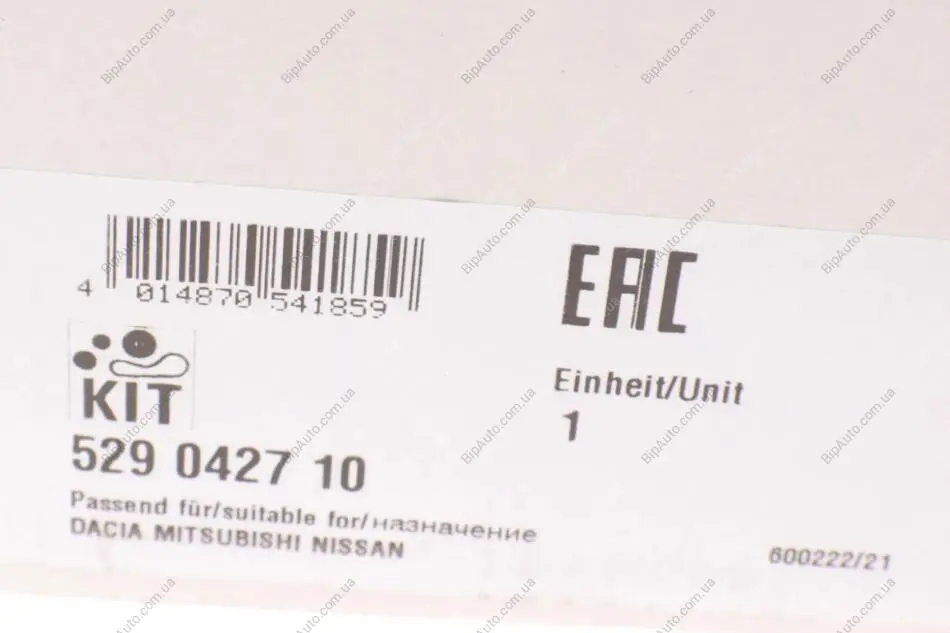 4 014870 541859
EAC
KIT
Einheit/Unit
1
529 0427 10
Passend für/suitable for/назначение
DACIA MITSUBISHI NISSAN
600222/21
BipAuto.com.ua